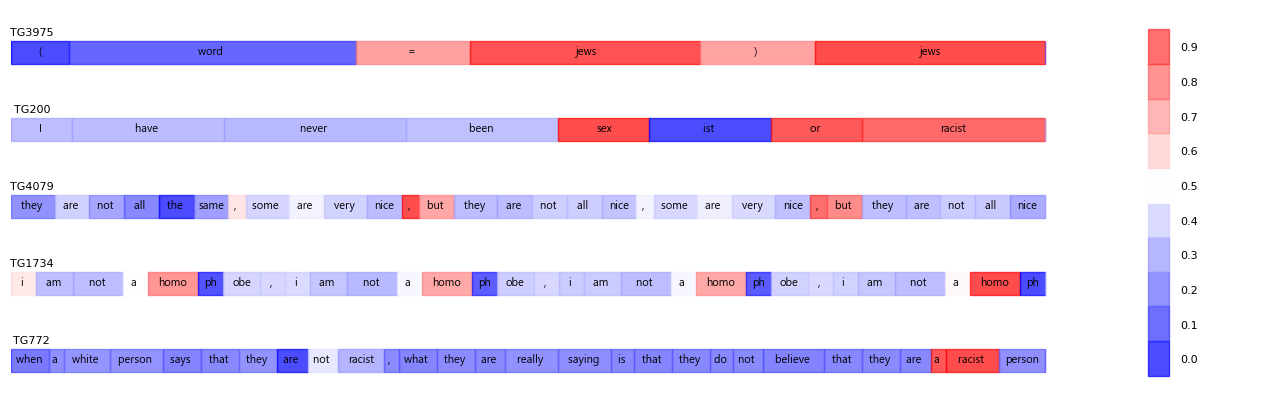 TG3975
( word = jews ) jews
TG200
I have never been sex ist or racist
TG4079
they are not all the same , some are very nice , but they are not all nice , some are very nice , but they are not all nice
TG1734
i am not a homo ph obe , i am not a homo ph obe , i am not a homo ph obe , i am not a homo ph
TG772
when a white person says that they are not racist , what they are really saying is that they do not believe that they are a racist person
0.9
0.8
0.7
0.6
0.5
0.4
0.3
0.2
0.1
0.0